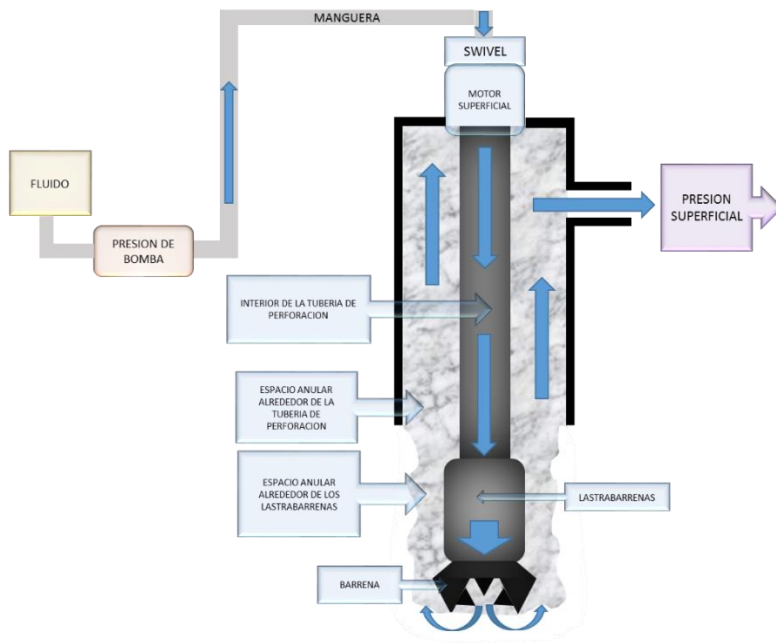 MANGUERA
SWIVEL
MOTOR
SUPERFICIAL
FLUIDO
PRESION DE
BOMBA
PRESION
SUPERFICIAL
INTERIOR DE LA TUBERIA DE
PERFORACION
ESPACIO ANULAR
ALREDEDOR DE LA
TUBERIA DE
PERFORACION
ESPACIO ANULAR
ALREDEDOR DE LOS
LASTRABARRENAS
LASTRABARRENAS
BARRENA